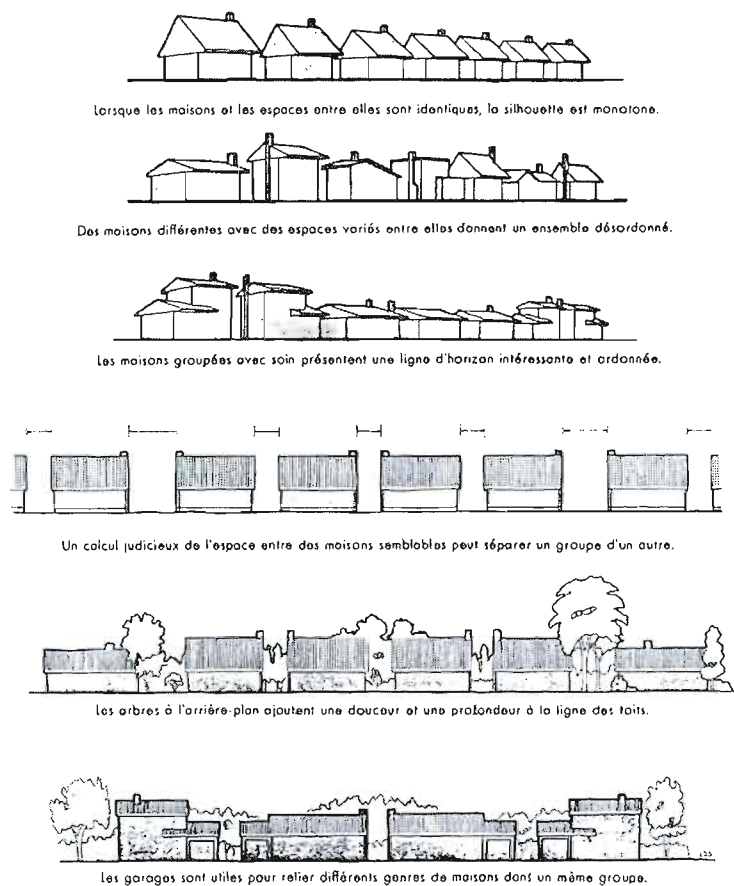 Lorsque les maisons et les espaces entre elles sont identiques, la silhouette est monotone.
Des maisons différentes avec des espaces variés entre elles donnent un ensemble désordonné.
Les maisons groupées avec soin présentent une ligne d'horizon intéressante et ordonnée.
Un calcul judicieux de l'espace entre des maisons semblables peut séparer un groupe d'un autre.
Les arbres à l'arrière-plan ajoutent une douceur et une profondeur à la ligne des toits.
Les garages sont utiles pour relier différents genres de maisons dans un même groupe.